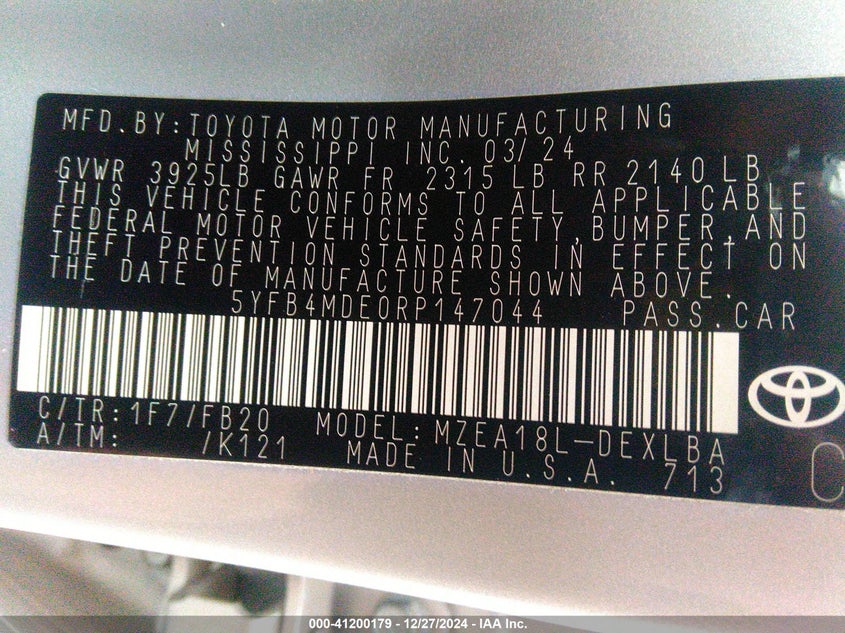 MFD.BY:TOYOTA MOTOR MANUFACTURING
MISSISSIPPI INC. 03/24
GVWR 3925LB GAWR FR 2315 LB RR 2140 LB
THIS VEHICLE CONFORMS TO ALL APPLICABLE
FEDERAL MOTOR VEHICLE SAFETY,BUMPER,AND
THEFT PREVENTION STANDARDS IN EFFECT ON
THE DATE OF MANUFACTURE SHOWN ABOVE.
5YFB4MDE0RP147044 PASS.CAR
C/TR:1F7/FB20 MODEL:MZEA18L-DEXLBA
A/TM: /K121 MADE IN U.S.A. 713
C
000-41200179 - 12/27/2024 - IAA Inc.